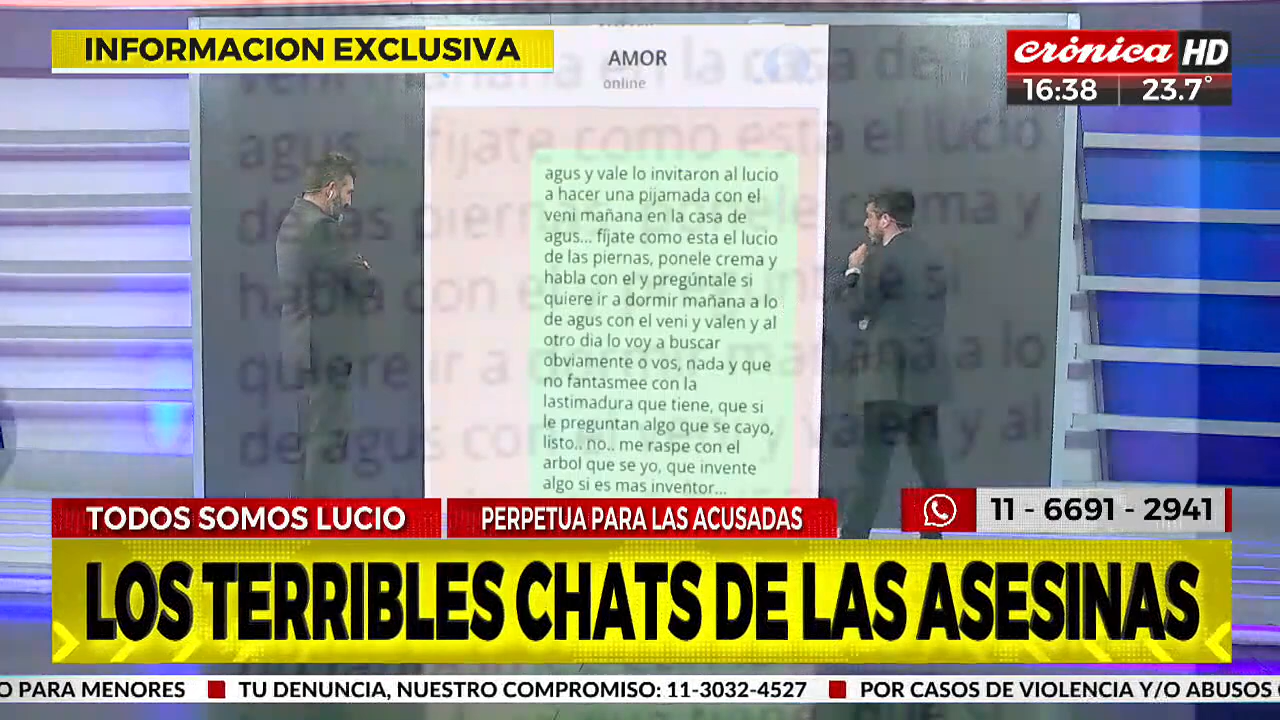 INFORMACION EXCLUSIVA
crónica HD
16:38 23.7°
AMOR
online
agus y vale lo invitaron al lucio
a hacer una pijamada con el
veni mañana en la casa de
agus... fíjate como esta el lucio
de las piernas, ponele crema y
habla con el y pregúntale si
quiere ir a dormir mañana a lo
de agus con el veni y valen y al
otro dia lo voy a buscar
obviamente o vos, nada y que
no fantasmee con la
lastimadura que tiene, que si
le preguntan algo que se cayo,
listo.. no.. me raspe con el
arbol que se yo, que invente
algo si es mas inventor...
TODOS SOMOS LUCIO
PERPETUA PARA LAS ACUSADAS
11 - 6691 - 2941
LOS TERRIBLES CHATS DE LAS ASESINAS
O PARA MENORES TU DENUNCIA, NUESTRO COMPROMISO: 11-3032-4527 POR CASOS DE VIOLENCIA Y/O ABUSOS